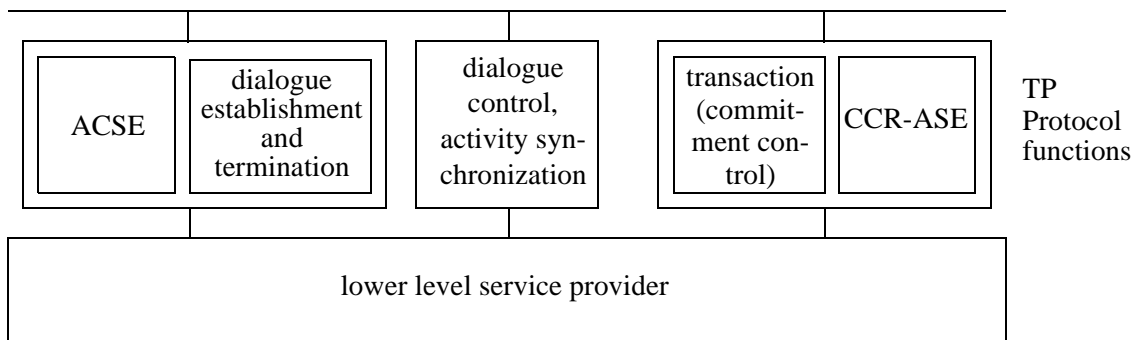 ACSE
dialogue
establishment
and
termination
dialogue
control,
activity syn-
chronization
transaction
(commit-
ment con-
trol)
CCR-ASE
TP
Protocol
functions
lower level service provider